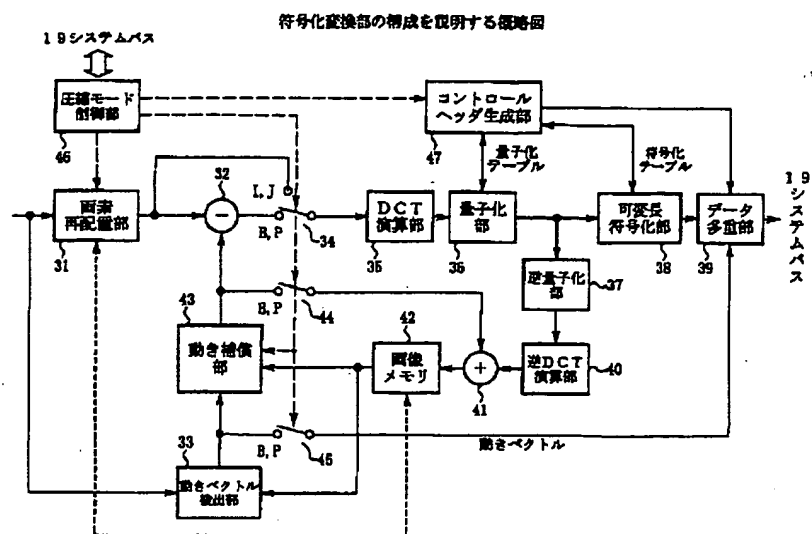 符号化変換部の構成を説明する概略図
19システムバス
圧縮モード
制御部
46
コントロール
ヘッダ生成部
47
量子化
テーブル
符号化
テーブル
19システムバス
画素
再配置部
31
32
I, J
B, P
34
DCT
演算部
35
量子化
部
36
可変長
符号化部
38
データ
多重部
39
逆量子化
部
37
43
動き補償
部
B, P
44
42
画像
メモリ
+
41
逆DCT
演算部
40
33
動きベクトル
検出部
B, P
45
動きベクトル